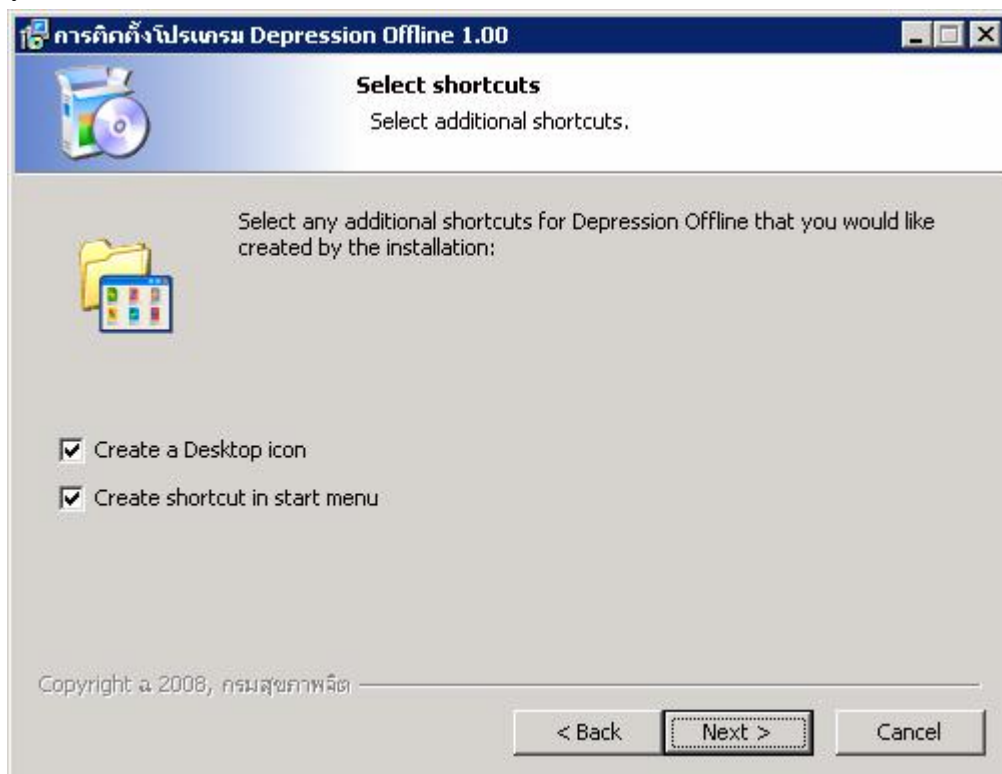 การติดตั้งโปรแกรม Depression Offline 1.00
Select shortcuts
Select additional shortcuts.
Select any additional shortcuts for Depression Offline that you would like
created by the installation:
Create a Desktop icon
Create shortcut in start menu
Copyright ฉ 2008, กรมสุขภาพจิต
< Back
Next >
Cancel